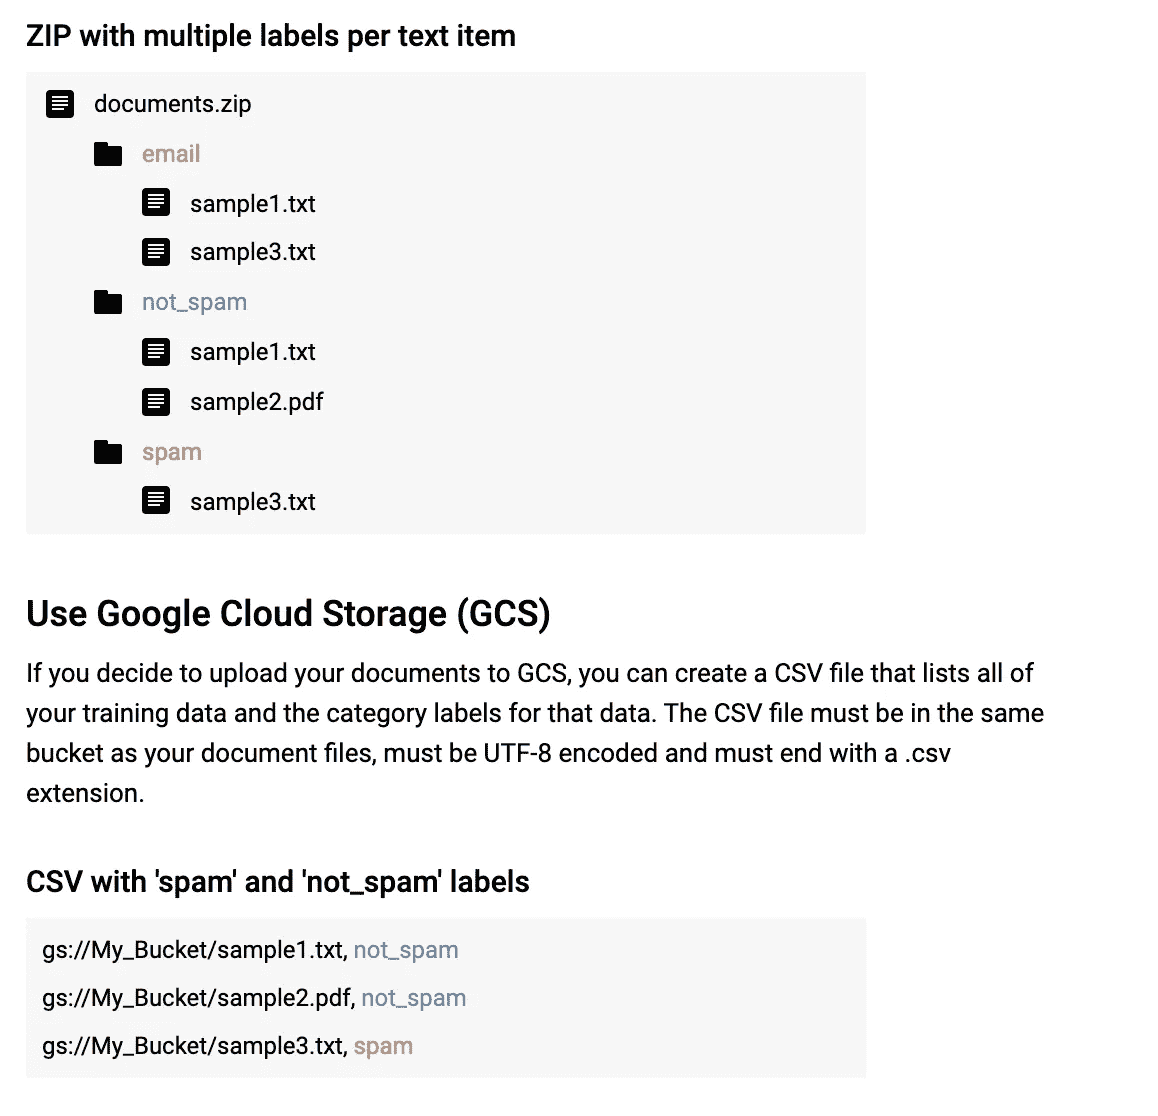 ZIP with multiple labels per text item
documents.zip
email
sample1.txt
sample3.txt
not_spam
sample1.txt
sample2.pdf
spam
sample3.txt
Use Google Cloud Storage (GCS)
If you decide to upload your documents to GCS, you can create a CSV file that lists all of
your training data and the category labels for that data. The CSV file must be in the same
bucket as your document files, must be UTF-8 encoded and must end with a .csv
extension.
CSV with 'spam' and 'not_spam' labels
gs://My_Bucket/sample1.txt, not_spam
gs://My_Bucket/sample2.pdf, not_spam
gs://My_Bucket/sample3.txt, spam